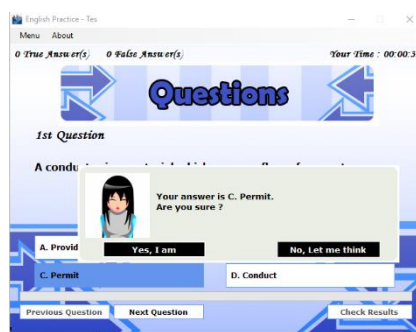 English Practice - Tes
Menu About
0 True Answer(s) 0 False Answer(s) Your Time : 00:00:3
Questions
1st Question
A conduct
Your answer is C. Permit.
Are you sure ?
Yes, I am No, Let me think
A. Provid
C. Permit D. Conduct
Previous Question Next Question Check Results